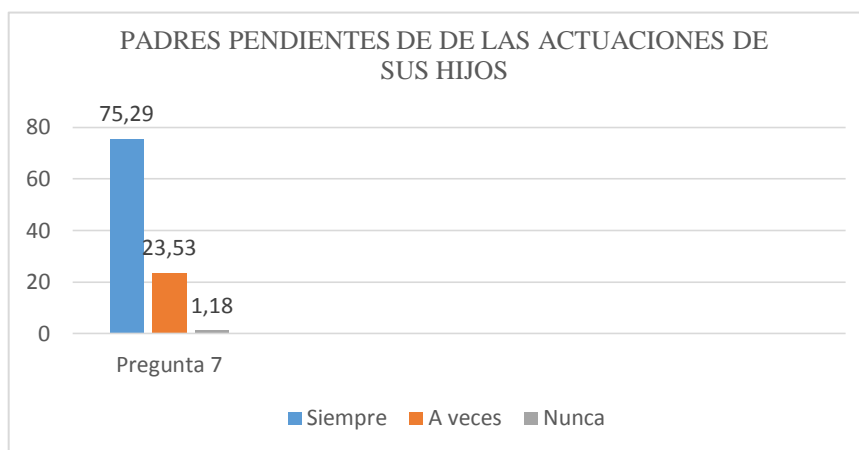 PADRES PENDIENTES DE DE LAS ACTUACIONES DE
SUS HIJOS
75,29
80
60
40
23,53
20
1,18
0
Pregunta 7
Siempre A veces Nunca